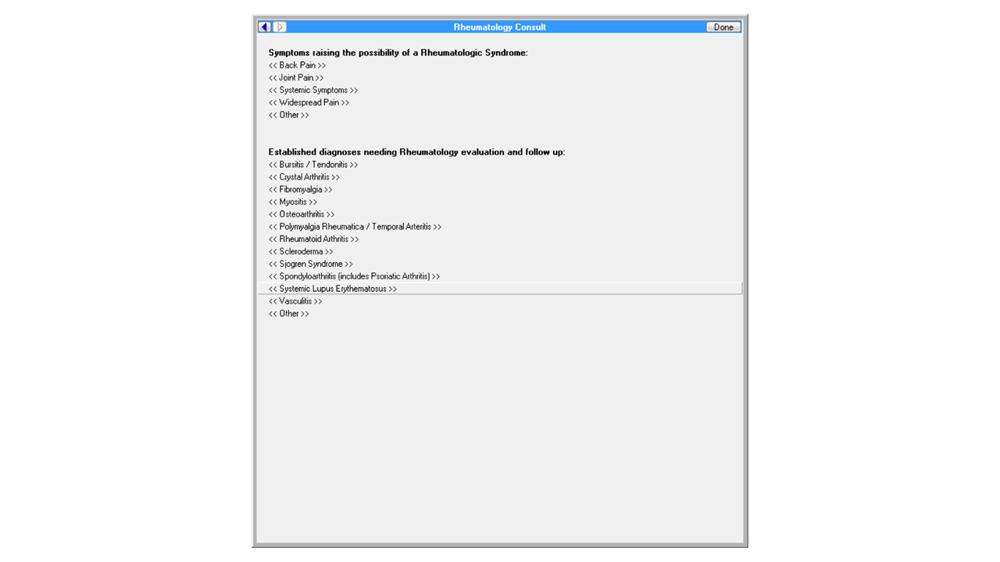 Rheumatology Consult
Done
Symptoms raising the possibility of a Rheumatologic Syndrome:
<< Back Pain >>
<< Joint Pain >>
<< Systemic Symptoms >>
<< Widespread Pain >>
<< Other >>
Established diagnoses needing Rheumatology evaluation and follow up:
<< Bursitis / Tendonitis >>
<< Crystal Arthritis >>
<< Fibromyalgia >>
<< Myositis >>
<< Osteoarthritis >>
<< Polymyalgia Rheumatica / Temporal Arteritis >>
<< Rheumatoid Arthritis >>
<< Scleroderma >>
<< Sjogren Syndrome >>
<< Spondyloarthritis (includes Psoriatic Arthritis) >>
<< Systemic Lupus Erythematosus >>
<< Vasculitis >>
<< Other >>